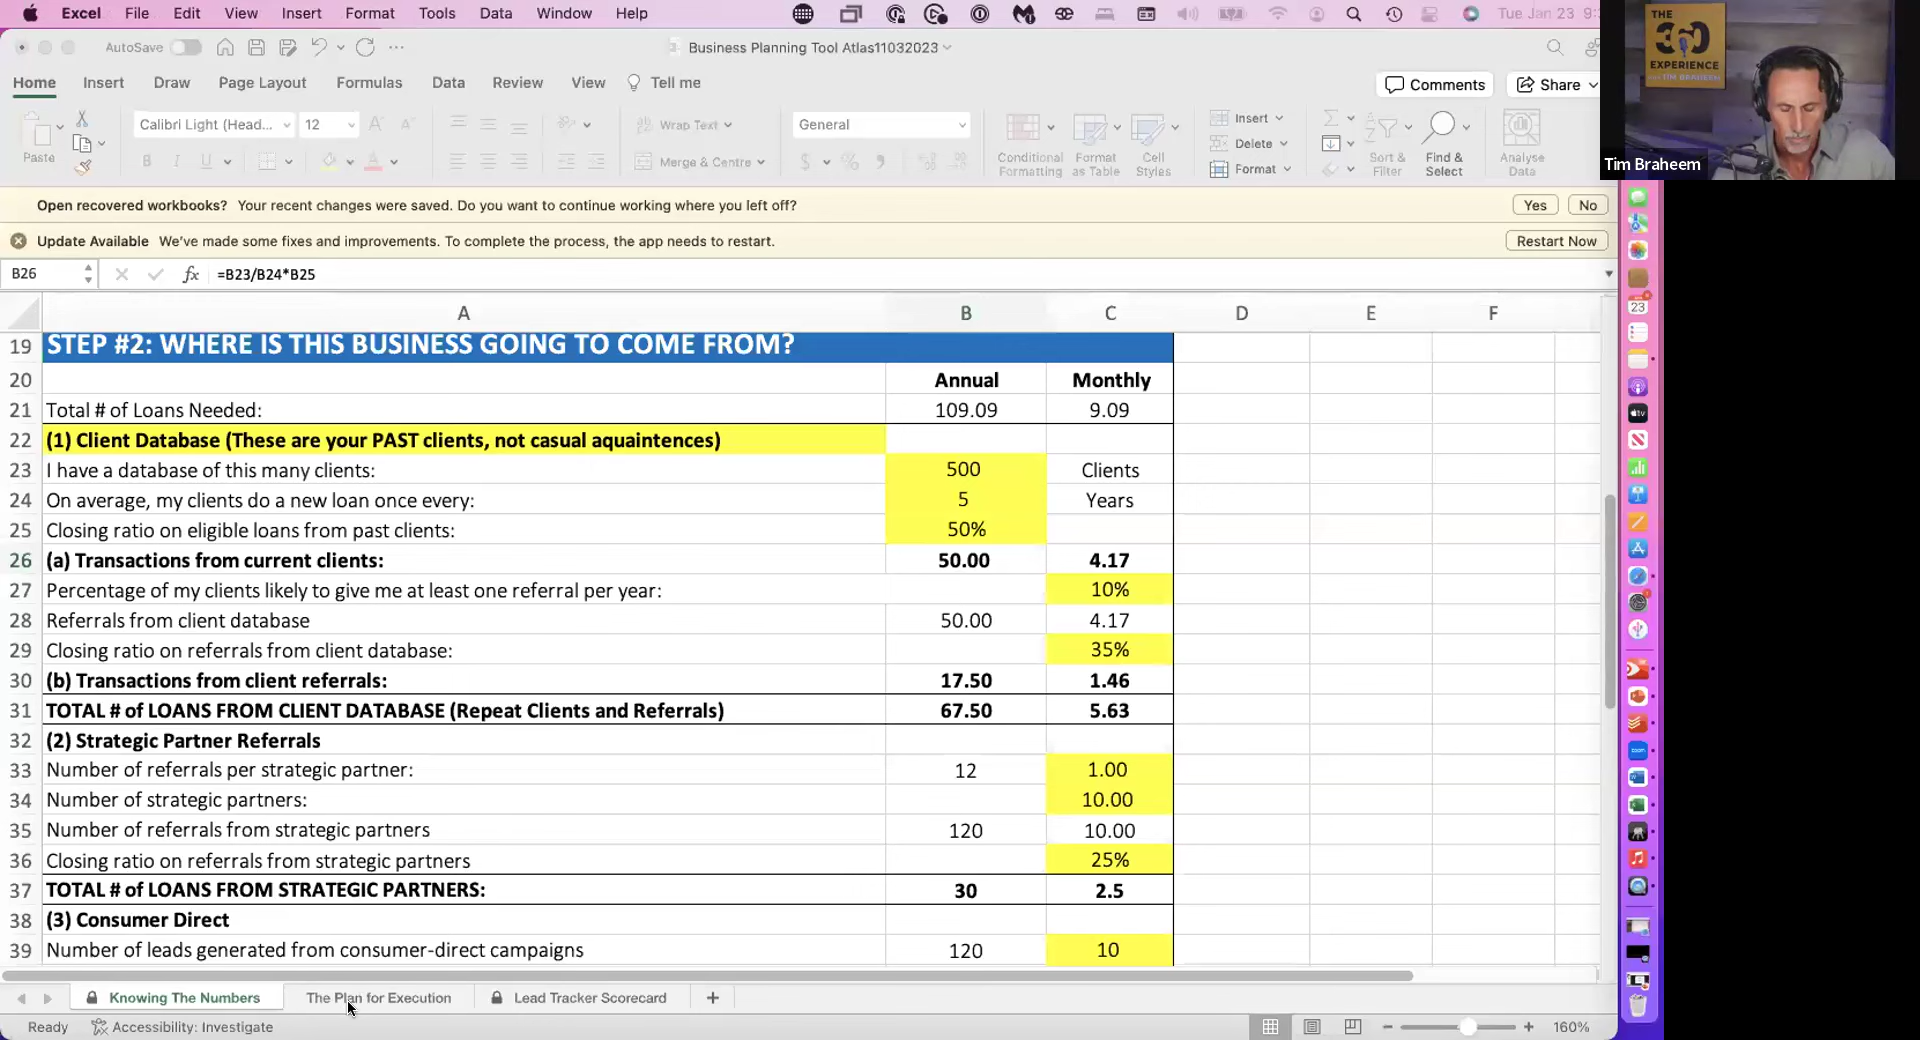 Excel File Edit View Insert Format Tools Data Window Help Tue Jan 23 9:
AutoSave Business Planning Tool Atlas11032023
Home Insert Draw Page Layout Formulas Data Review View Tell me Comments Share
Calibri Light (Head... 12 Wrap Text General Insert
Paste B I U Merge & Centre Conditional Formatting Format as Table Cell Styles Delete Format Sort & Filter Find & Select Analyse Data
THE
360
EXPERIENCE
Tim Braheem
Open recovered workbooks? Your recent changes were saved. Do you want to continue working where you left off? Yes No
Update Available We've made some fixes and improvements. To complete the process, the app needs to restart. Restart Now
B26 fx =B23/B24*B25
A B C D E F
19 STEP #2: WHERE IS THIS BUSINESS GOING TO COME FROM?
20 Annual Monthly
21 Total # of Loans Needed: 109.09 9.09
22 (1) Client Database (These are your PAST clients, not casual aquaintences)
23 I have a database of this many clients: 500 Clients
24 On average, my clients do a new loan once every: 5 Years
25 Closing ratio on eligible loans from past clients: 50%
26 (a) Transactions from current clients: 50.00 4.17
27 Percentage of my clients likely to give me at least one referral per year: 10%
28 Referrals from client database 50.00 4.17
29 Closing ratio on referrals from client database: 35%
30 (b) Transactions from client referrals: 17.50 1.46
31 TOTAL # of LOANS FROM CLIENT DATABASE (Repeat Clients and Referrals) 67.50 5.63
32 (2) Strategic Partner Referrals
33 Number of referrals per strategic partner: 12 1.00
34 Number of strategic partners: 10.00
35 Number of referrals from strategic partners 120 10.00
36 Closing ratio on referrals from strategic partners 25%
37 TOTAL # of LOANS FROM STRATEGIC PARTNERS: 30 2.5
38 (3) Consumer Direct
39 Number of leads generated from consumer-direct campaigns 120 10
Knowing The Numbers The Plan for Execution Lead Tracker Scorecard +
Ready Accessibility: Investigate 160%